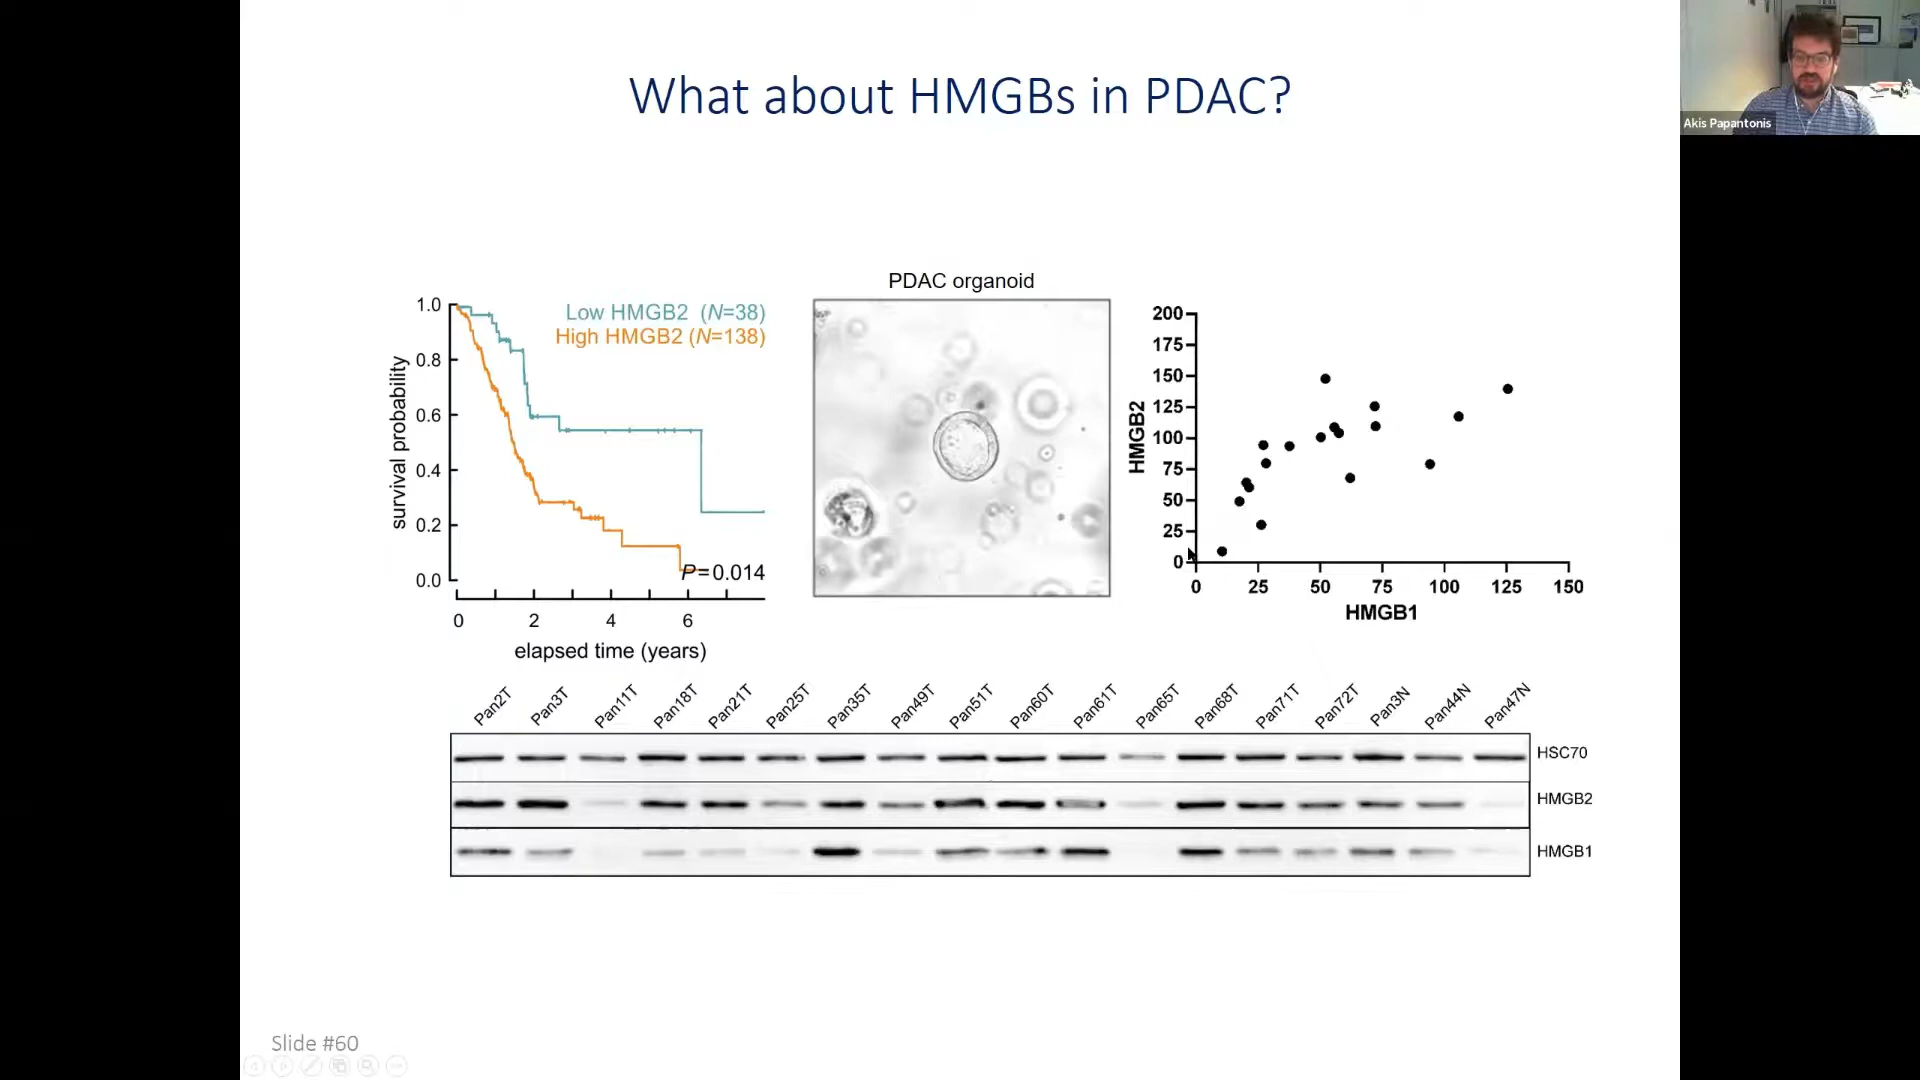 What about HMGBs in PDAC?
Akis Papantonis
PDAC organoid
Low HMGB2 (N=38)
High HMGB2 (N=138)
1.0
0.8
0.6
0.4
0.2
0.0
survival probability
P=0.014
0 2 4 6
elapsed time (years)
200
175
150
125
100
75
50
25
0
HMGB2
0 25 50 75 100 125 150
HMGB1
Pan2T Pan3T Pan11T Pan18T Pan21T Pan25T Pan35T Pan49T Pan51T Pan60T Pan61T Pan65T Pan68T Pan71T Pan72T Pan3N Pan44N Pan47N
HSC70
HMGB2
HMGB1
Slide #60